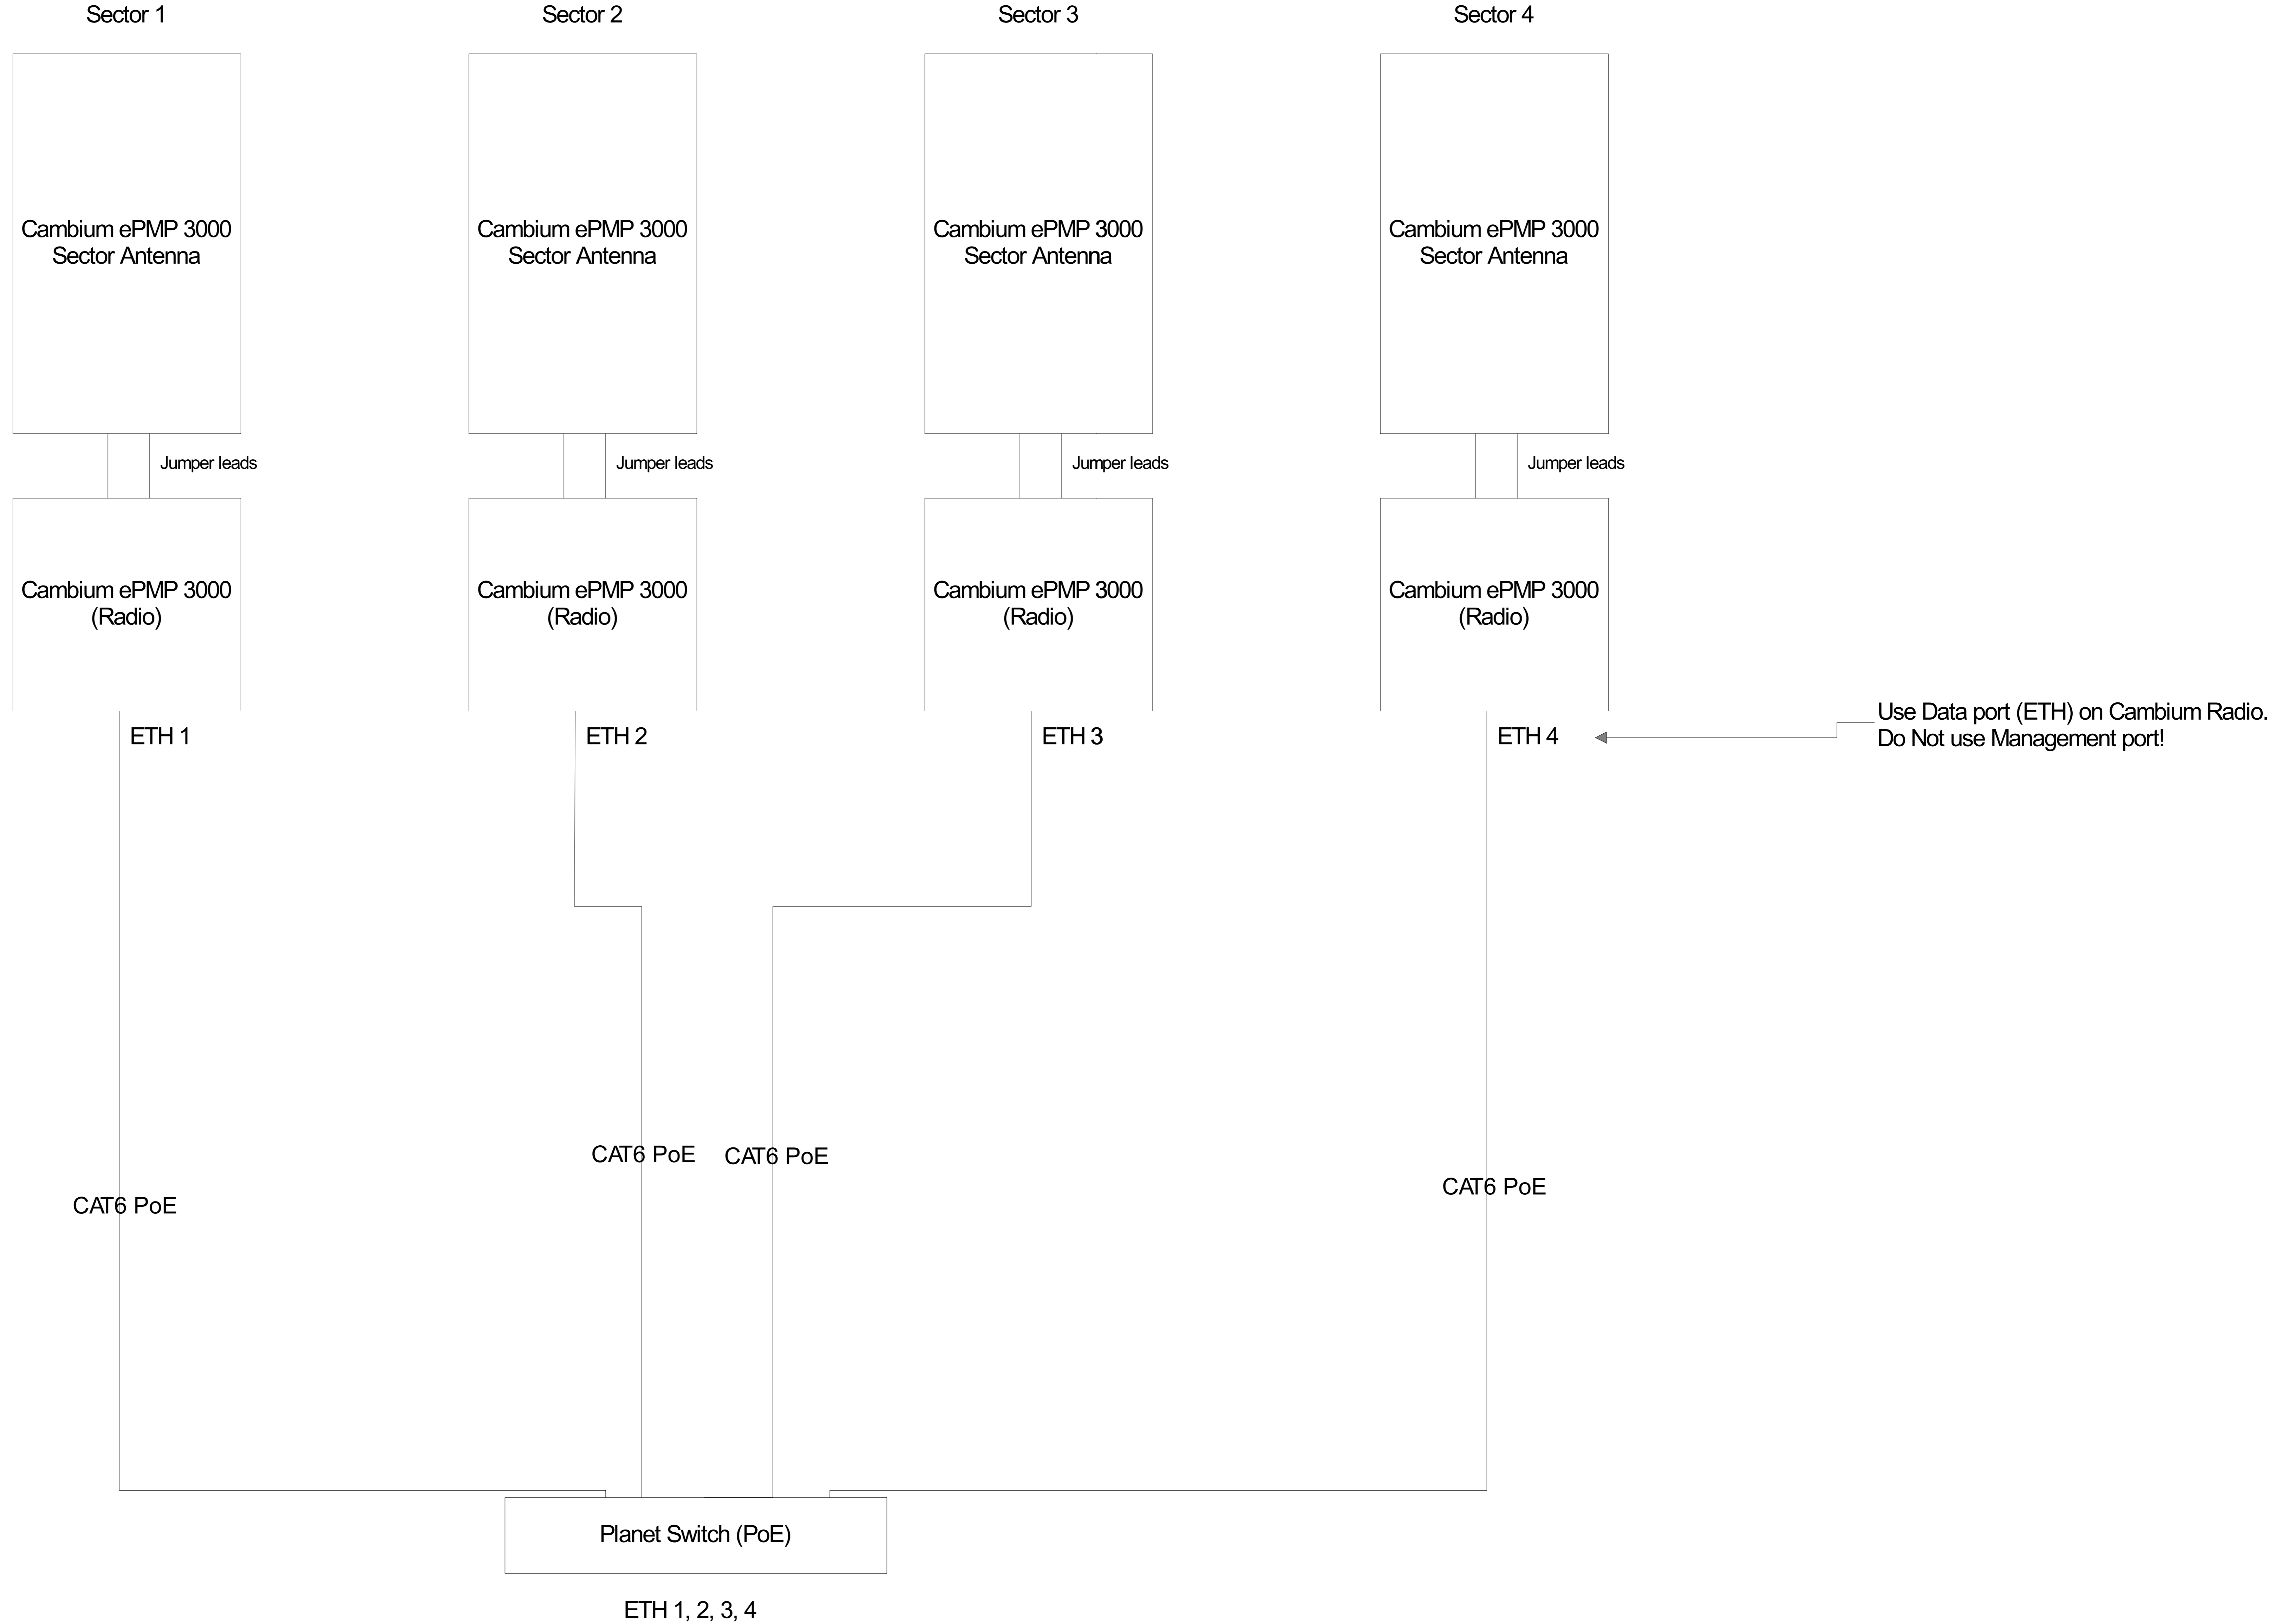 Sector 1
Sector 2
Sector 3
Sector 4
Cambium ePMP 3000
Sector Antenna
Cambium ePMP 3000
Sector Antenna
Cambium ePMP 3000
Sector Antenna
Cambium ePMP 3000
Sector Antenna
Jumper leads
Jumper leads
Jumper leads
Jumper leads
Cambium ePMP 3000
(Radio)
Cambium ePMP 3000
(Radio)
Cambium ePMP 3000
(Radio)
Cambium ePMP 3000
(Radio)
ETH 1
ETH 2
ETH 3
ETH 4
Use Data port (ETH) on Cambium Radio.
Do Not use Management port!
CAT6 PoE
CAT6 PoE
CAT6 PoE
CAT6 PoE
Planet Switch (PoE)
ETH 1, 2, 3, 4